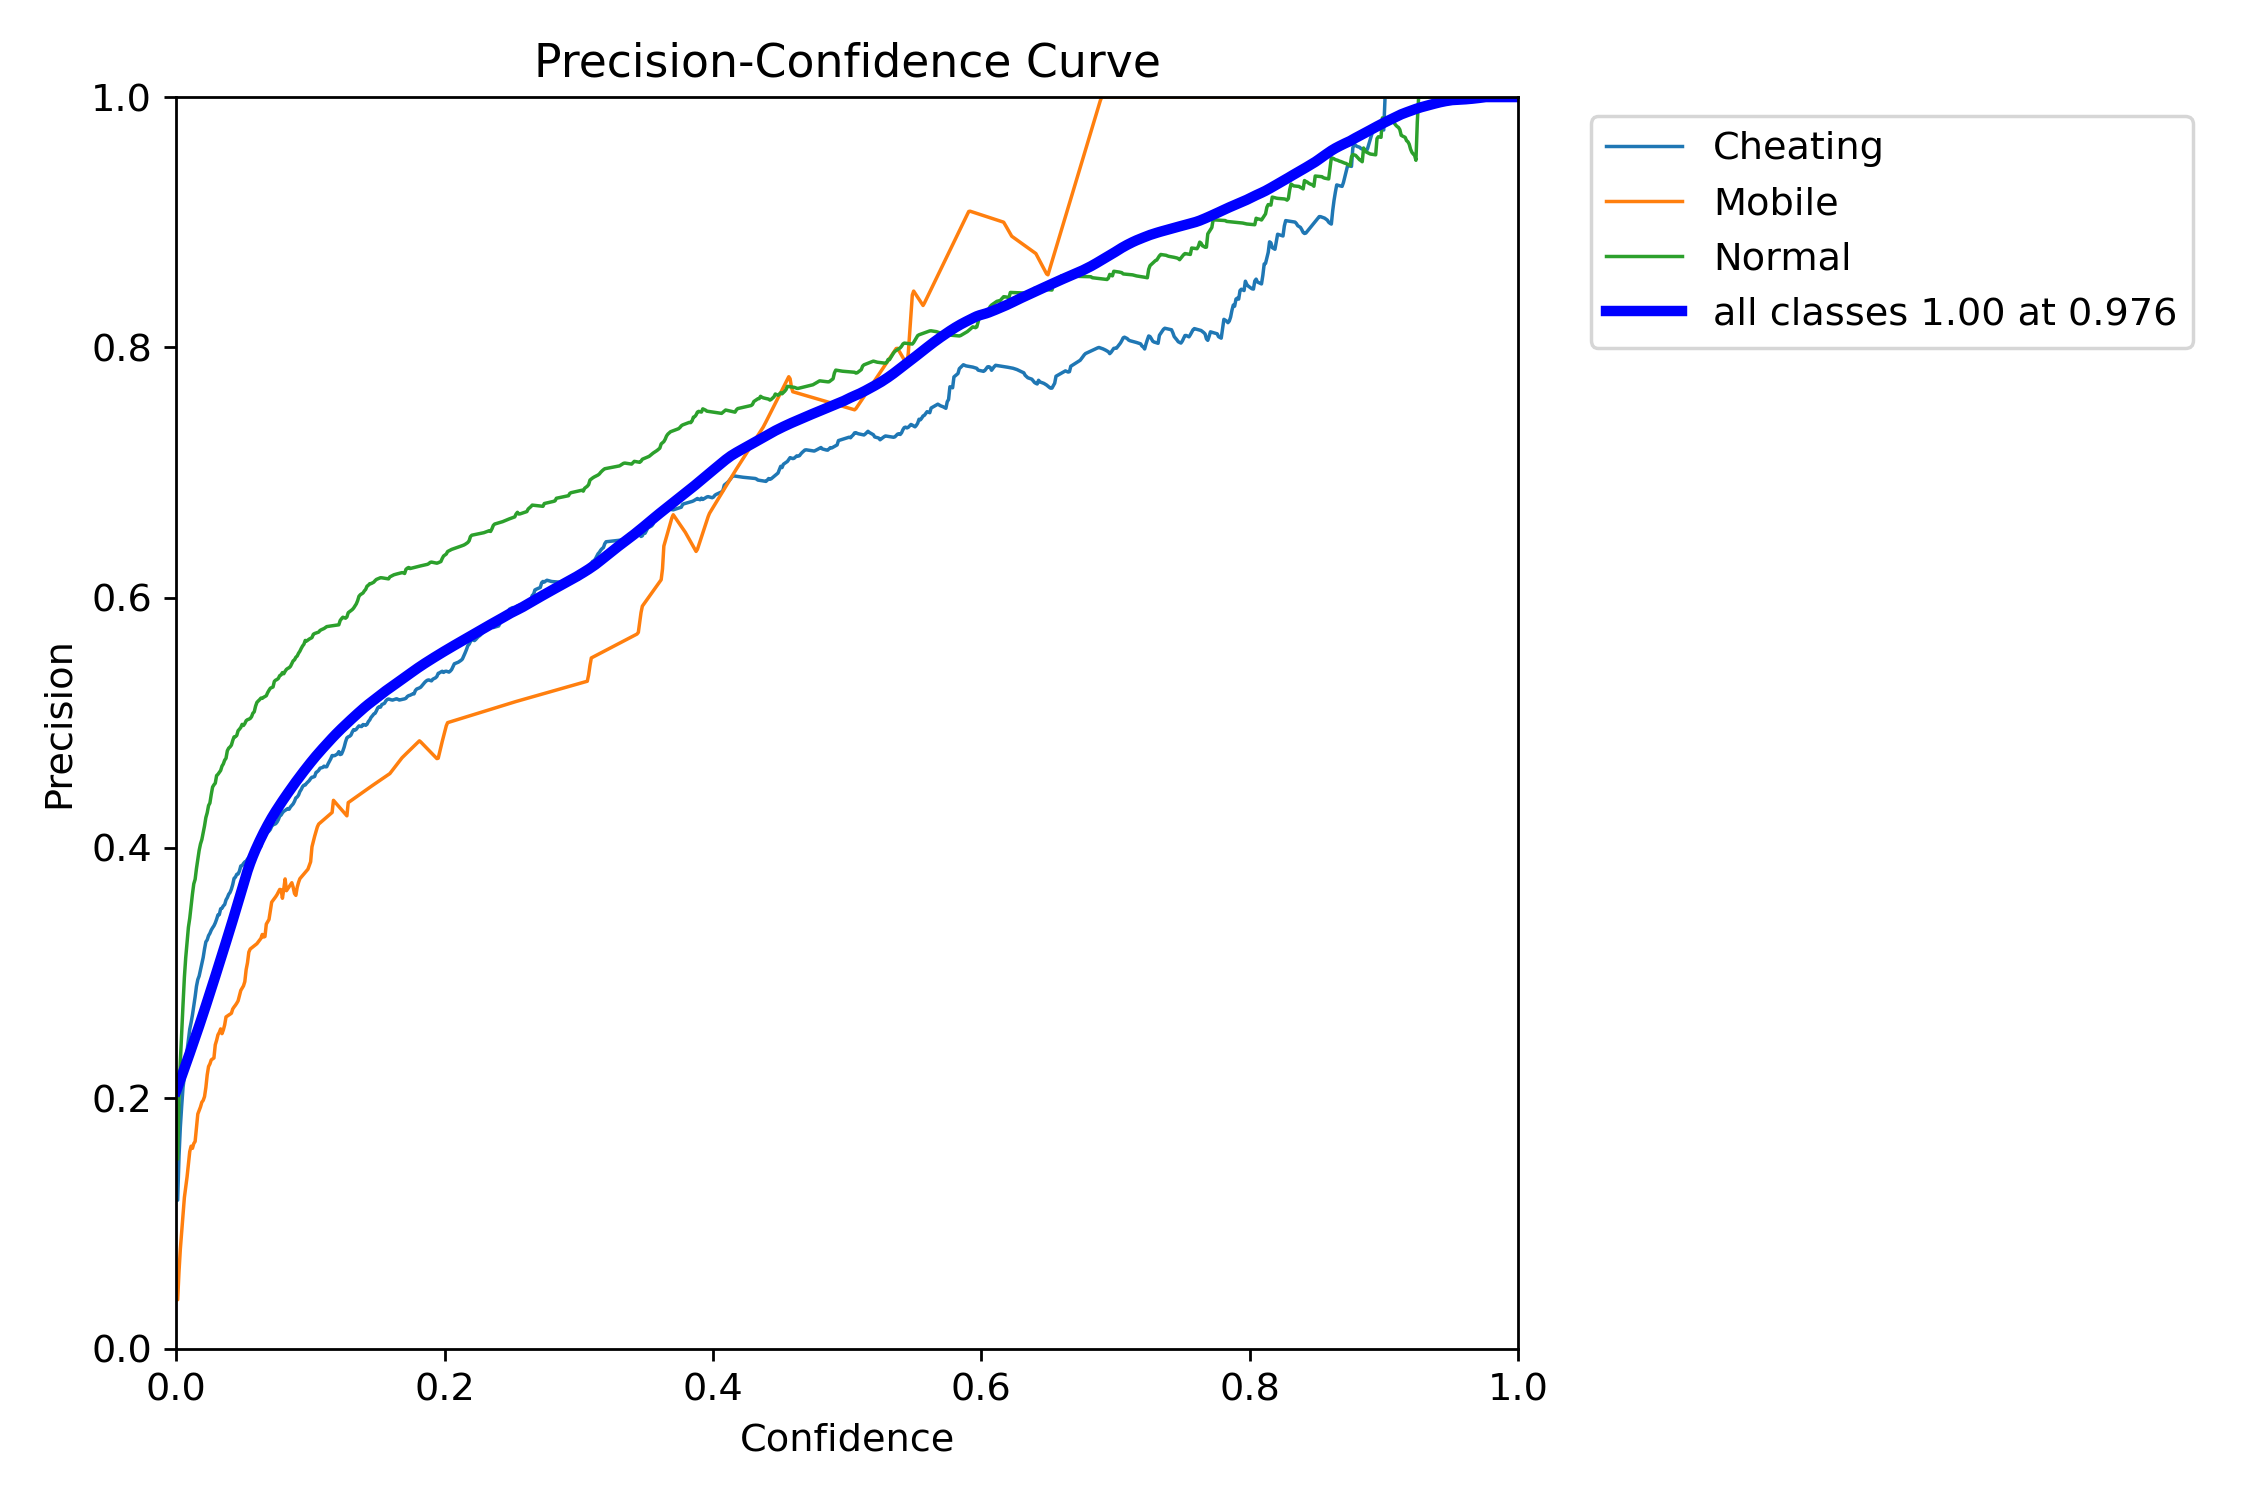 Precision-Confidence Curve
1.0
0.8
0.6
0.4
0.2
0.0
Precision
0.0 0.2 0.4 0.6 0.8 1.0
Confidence
Cheating
Mobile
Normal
all classes 1.00 at 0.976